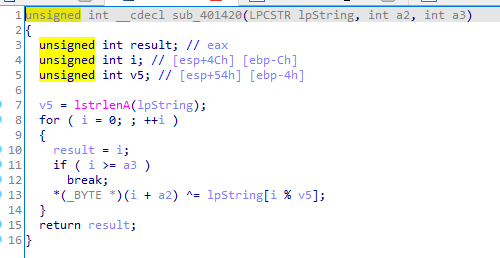 1 unsigned int __cdecl sub_401420(LPCSTR lpString, int a2, int a3)
2 {
3   unsigned int result; // eax
4   unsigned int i; // [esp+4Ch] [ebp-Ch]
5   unsigned int v5; // [esp+54h] [ebp-4h]
6
7   v5 = lstrlenA(lpString);
8   for ( i = 0; ; ++i )
9   {
10     result = i;
11     if ( i >= a3 )
12       break;
13     *(_BYTE *)(i + a2) ^= lpString[i % v5];
14   }
15   return result;
16 }